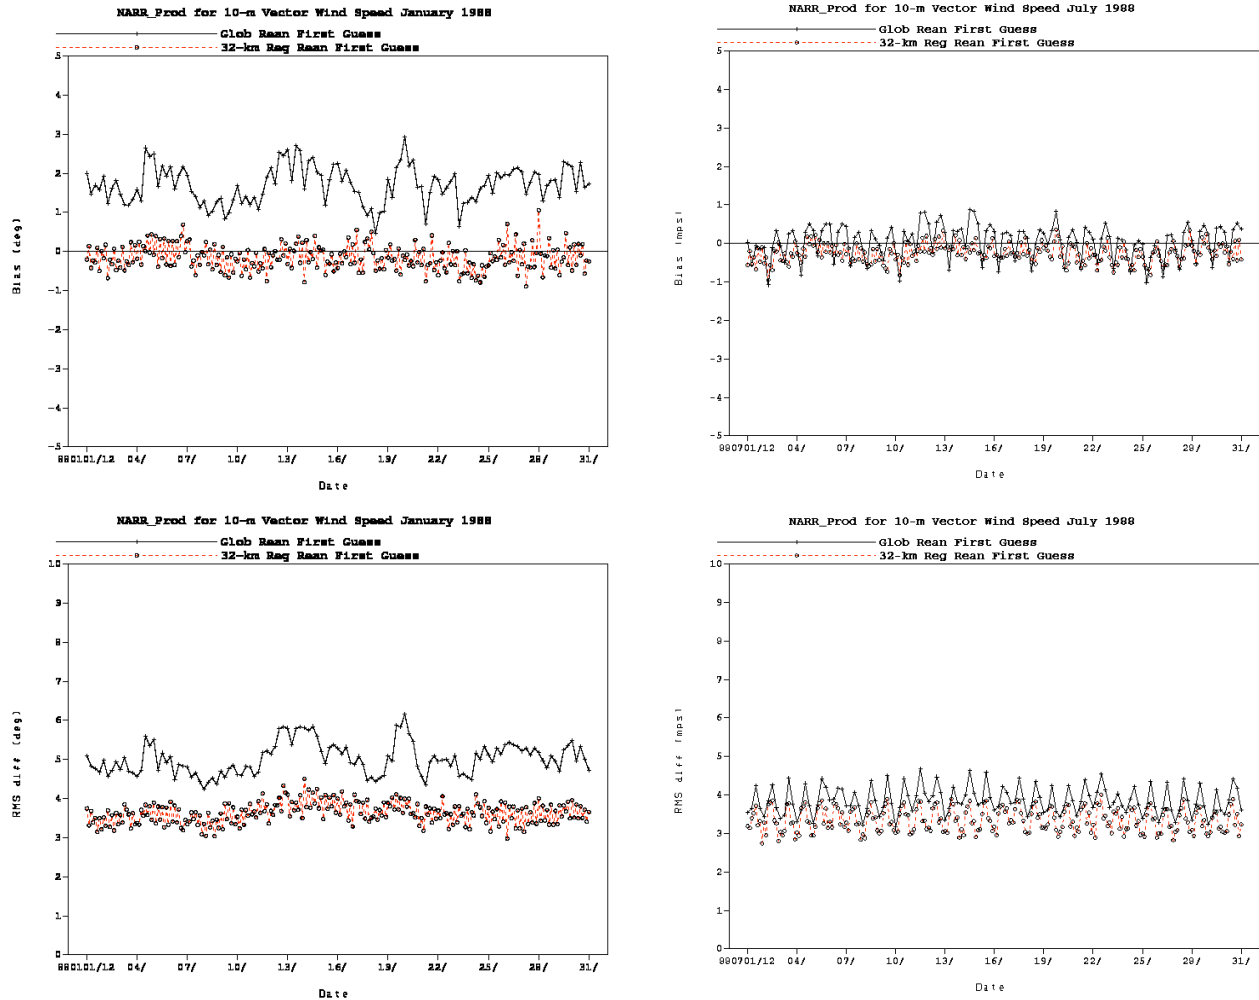 NARR_Prod for 10-m Vector Wind Speed January 1988
Glob Rean First Guess
32-km Reg Rean First Guess
5
4
3
2
1
0
-1
-2
-3
-4
-5
Bias (deg)
880101/12 04/ 07/ 10/ 13/ 16/ 19/ 22/ 25/ 28/ 31/
Date
NARR_Prod for 10-m Vector Wind Speed July 1988
Glob Rean First Guess
32-km Reg Rean First Guess
5
4
3
2
1
0
-1
-2
-3
-4
-5
Bias (mps)
880701/12 04/ 07/ 10/ 13/ 16/ 19/ 22/ 25/ 28/ 31/
Date
NARR_Prod for 10-m Vector Wind Speed January 1988
Glob Rean First Guess
32-km Reg Rean First Guess
10
9
8
7
6
5
4
3
2
1
0
RMS diff (deg)
880101/12 04/ 07/ 10/ 13/ 16/ 19/ 22/ 25/ 28/ 31/
Date
NARR_Prod for 10-m Vector Wind Speed July 1988
Glob Rean First Guess
32-km Reg Rean First Guess
10
9
8
7
6
5
4
3
2
1
0
RMS diff (mps)
880701/12 04/ 07/ 10/ 13/ 16/ 19/ 22/ 25/ 28/ 31/
Date